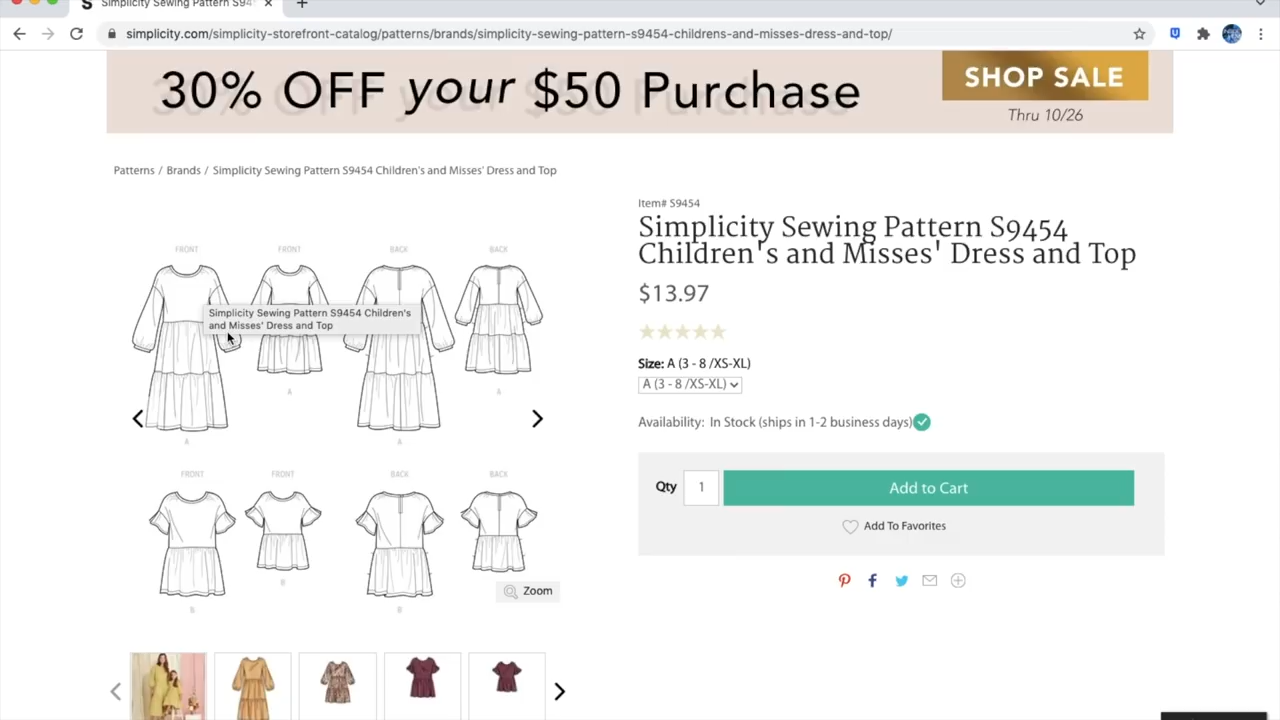 Simplicity Sewing Pattern S94
simplicity.com/simplicity-storefront-catalog/patterns/brands/simplicity-sewing-pattern-s9454-childrens-and-misses-dress-and-top/
30% OFF your $50 Purchase
SHOP SALE
Thru 10/26
Patterns / Brands / Simplicity Sewing Pattern S9454 Children's and Misses' Dress and Top
Item# S9454
Simplicity Sewing Pattern S9454
Children's and Misses' Dress and Top
$13.97
Size: A (3 - 8 /XS-XL)
A (3 - 8 /XS-XL)
Availability: In Stock (ships in 1-2 business days)
Qty 1 Add to Cart
Add To Favorites
FRONT FRONT BACK BACK
Simplicity Sewing Pattern S9454 Children's
and Misses' Dress and Top
A A
A A
FRONT FRONT BACK BACK
B
B B
Zoom